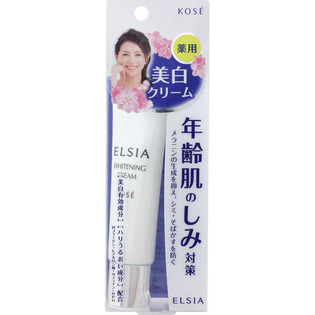 KOSÉ
薬用
美白
クリーム
年齢肌のしみ対策
メラニンの生成を抑え、シミ・そばかすを防ぐ
ELSIA
WHITENING
CREAM
【美白有効成分】【ハリうるおい成分】配合
ELSIA